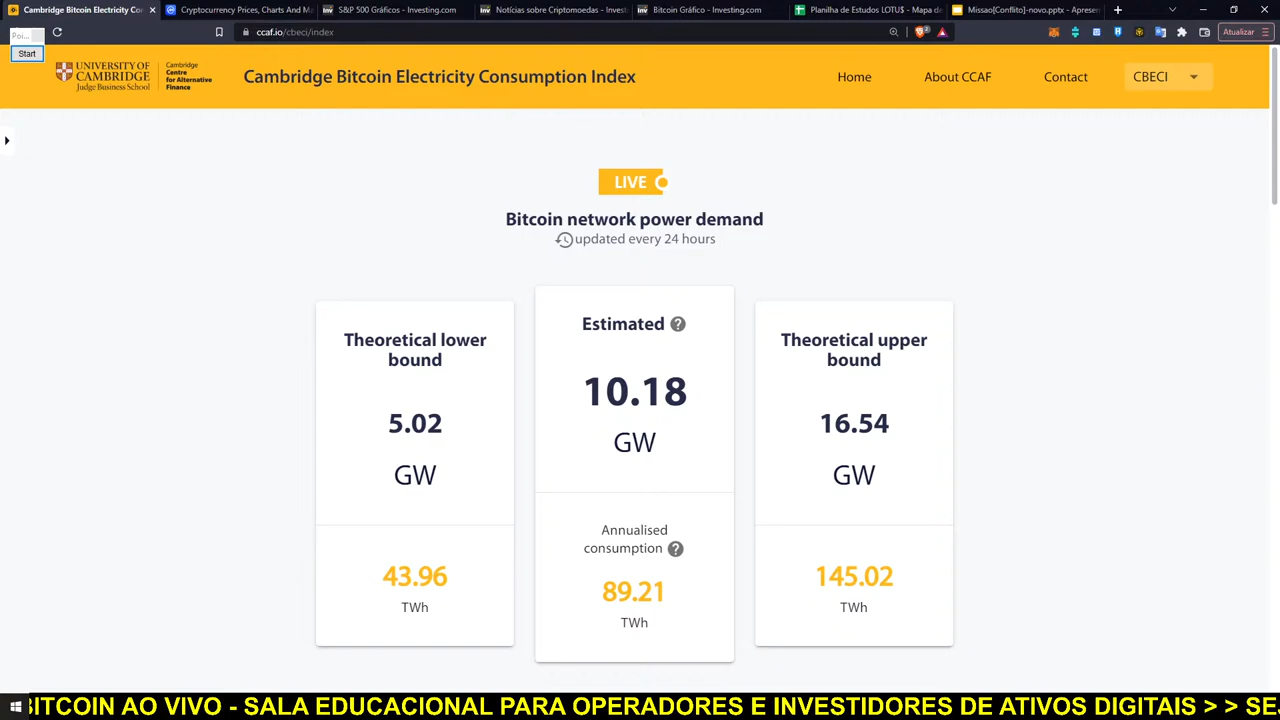 Cambridge Bitcoin Electricity Co
Cryptocurrency Prices, Charts And M
S&P 500 Gráficos - Investing.com
Notícias sobre Criptomoedas - Invest
Bitcoin Gráfico - Investing.com
Planilha de Estudos LOTU$ - Mapa de
Missao[Conflito]-novo.pptx - Apresen
Poi...
Start
ccaf.io/cbeci/index
2
Atualizar
UNIVERSITY OF
CAMBRIDGE
Judge Business School
Cambridge
Centre
for Alternative
Finance
Cambridge Bitcoin Electricity Consumption Index
Home
About CCAF
Contact
CBECI
LIVE
Bitcoin network power demand
updated every 24 hours
Theoretical lower
bound
5.02
GW
43.96
TWh
Estimated ?
10.18
GW
Annualised
consumption ?
89.21
TWh
Theoretical upper
bound
16.54
GW
145.02
TWh
BITCOIN AO VIVO - SALA EDUCACIONAL PARA OPERADORES E INVESTIDORES DE ATIVOS DIGITAIS > > SE